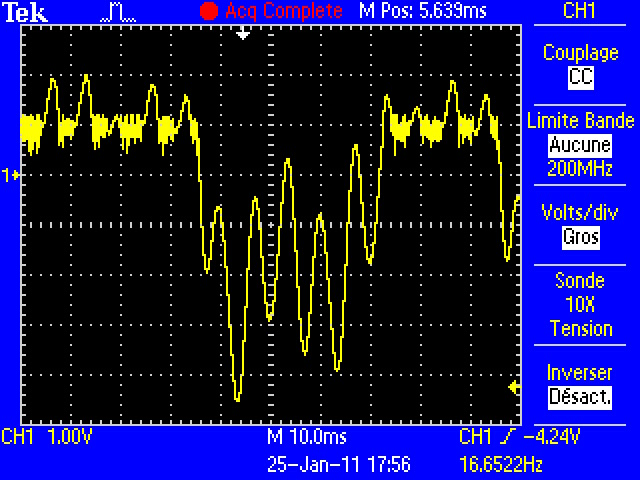 Tek Acq Complete M Pos: 5.639ms CH1
Couplage
CC
Limite Bande
Aucune
200MHz
1
Volts/div
Gros
Sonde
10X
Tension
Inverser
Désact.
CH1 1.00V M 10.0ms CH1 -4.24V
25-Jan-11 17:56 16.6522Hz